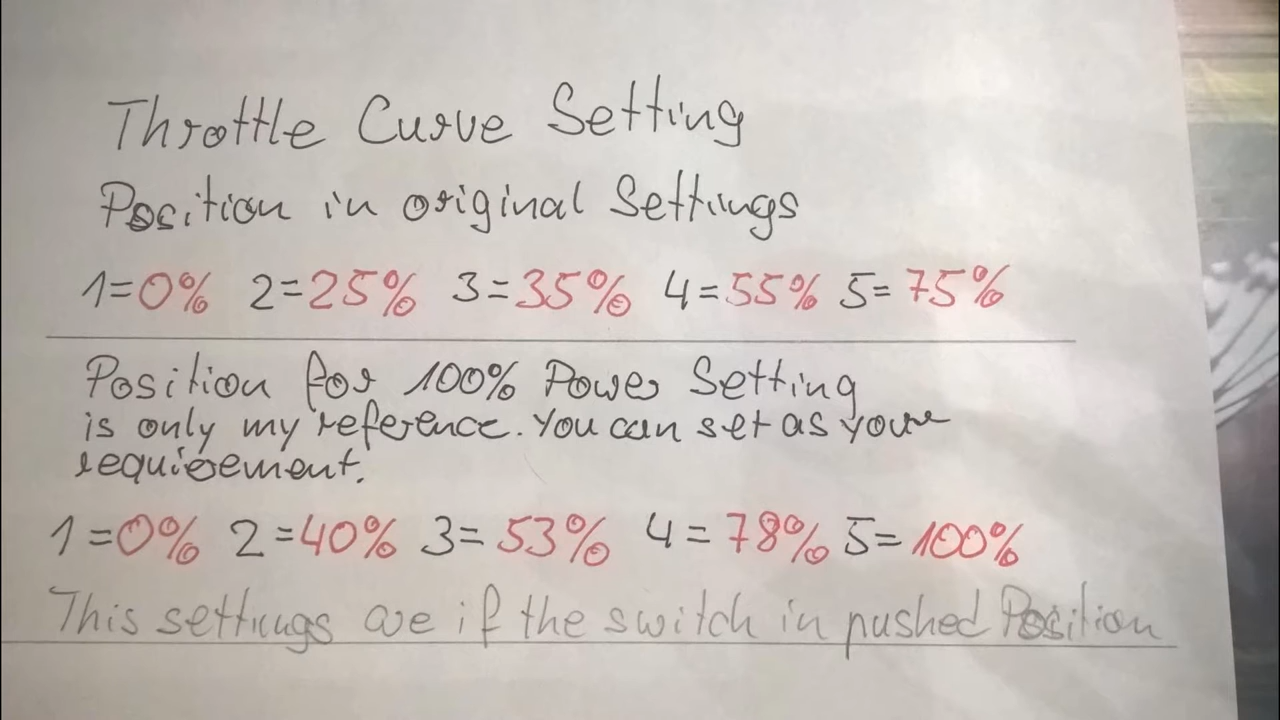 Throttle Curve Setting
Position in original Settings
1=0% 2=25% 3=35% 4=55% 5=75%
Position for 100% Power Setting
is only my reference. You can set as your
requirement.
1=0% 2=40% 3=53% 4=78% 5=100%
This settings are if the switch in pushed Position